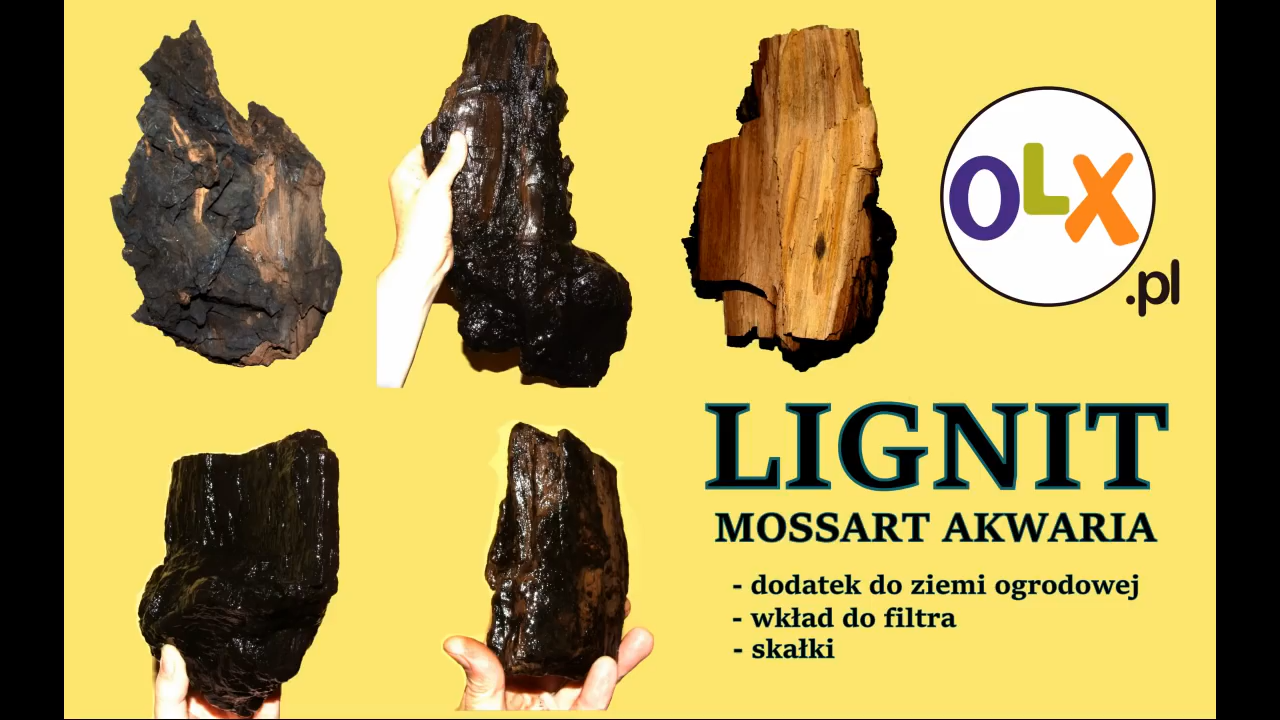 OLX
.pl
LIGNIT
MOSSART AKWARIA
- dodatek do ziemi ogrodowej
- wkład do filtra
- skałki